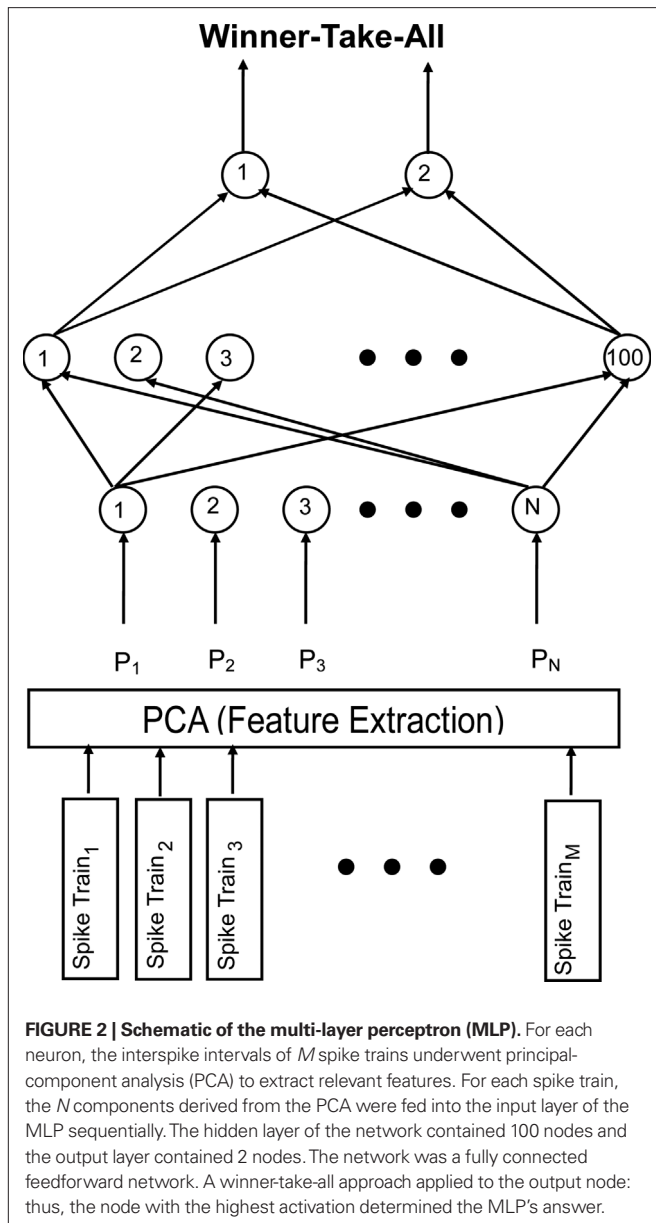 Winner-Take-All
1 2
1 2 3 100
1 2 3 N
P1 P2 P3 PN
PCA (Feature Extraction)
Spike Train1
Spike Train2
Spike Train3
Spike TrainM
FIGURE 2 | Schematic of the multi-layer perceptron (MLP). For each
neuron, the interspike intervals of M spike trains underwent principal-
component analysis (PCA) to extract relevant features. For each spike train,
the N components derived from the PCA were fed into the input layer of the
MLP sequentially. The hidden layer of the network contained 100 nodes and
the output layer contained 2 nodes. The network was a fully connected
feedforward network. A winner-take-all approach applied to the output node:
thus, the node with the highest activation determined the MLP's answer.